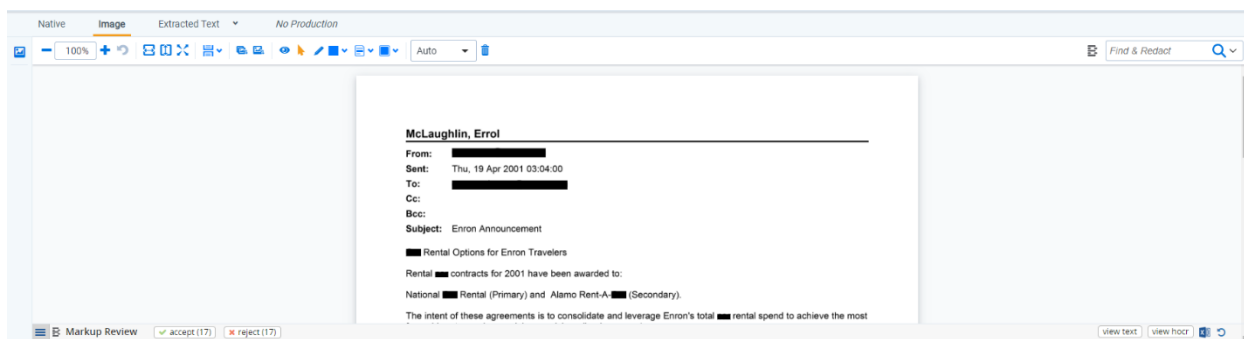 Native Image Extracted Text No Production
100% Auto Find & Redact
McLaughlin, Errol
From:
Sent: Thu, 19 Apr 2001 03:04:00
To:
Cc:
Bcc:
Subject: Enron Announcement
Rental Options for Enron Travelers
Rental contracts for 2001 have been awarded to:
National Rental (Primary) and Alamo Rent-A- (Secondary).
The intent of these agreements is to consolidate and leverage Enron's total rental spend to achieve the most
Markup Review accept (17) reject (17) view text view hocr